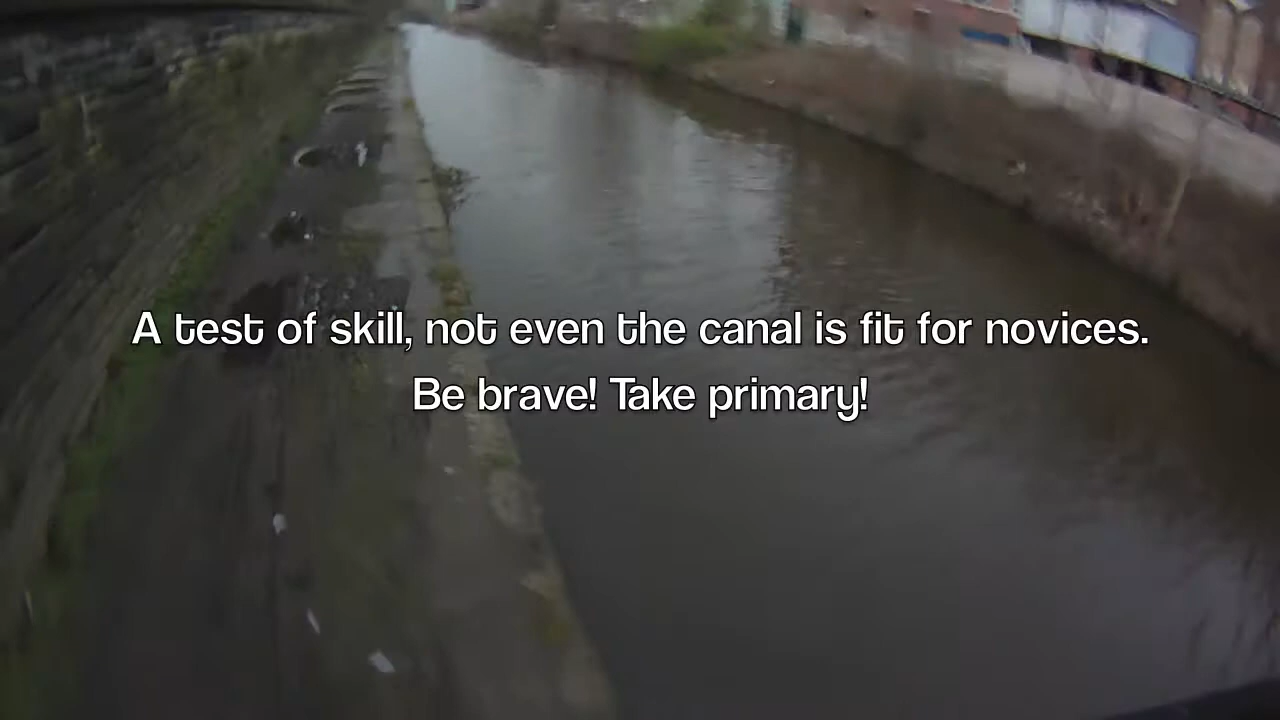 A test of skill, not even the canal is fit for novices.
Be brave! Take primary!